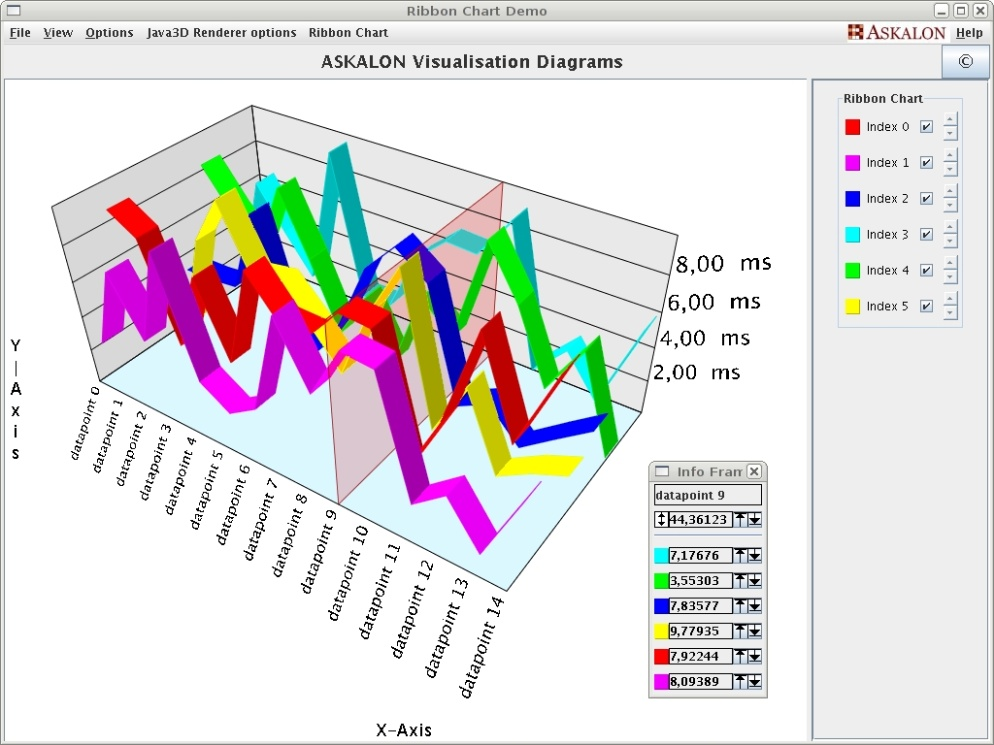 Ribbon Chart Demo
File View Options Java3D Renderer options Ribbon Chart ASKALON Help
ASKALON Visualisation Diagrams
©
Ribbon Chart
Index 0
Index 1
Index 2
Index 3
Index 4
Index 5
8,00 ms
6,00 ms
4,00 ms
2,00 ms
Y
|
A
x
i
s
datapoint 0
datapoint 1
datapoint 2
datapoint 3
datapoint 4
datapoint 5
datapoint 6
datapoint 7
datapoint 8
datapoint 9
datapoint 10
datapoint 11
datapoint 12
datapoint 13
datapoint 14
X-Axis
Info Fram
datapoint 9
44,36123
7,17676
3,55303
7,83577
9,77935
7,92244
8,09389